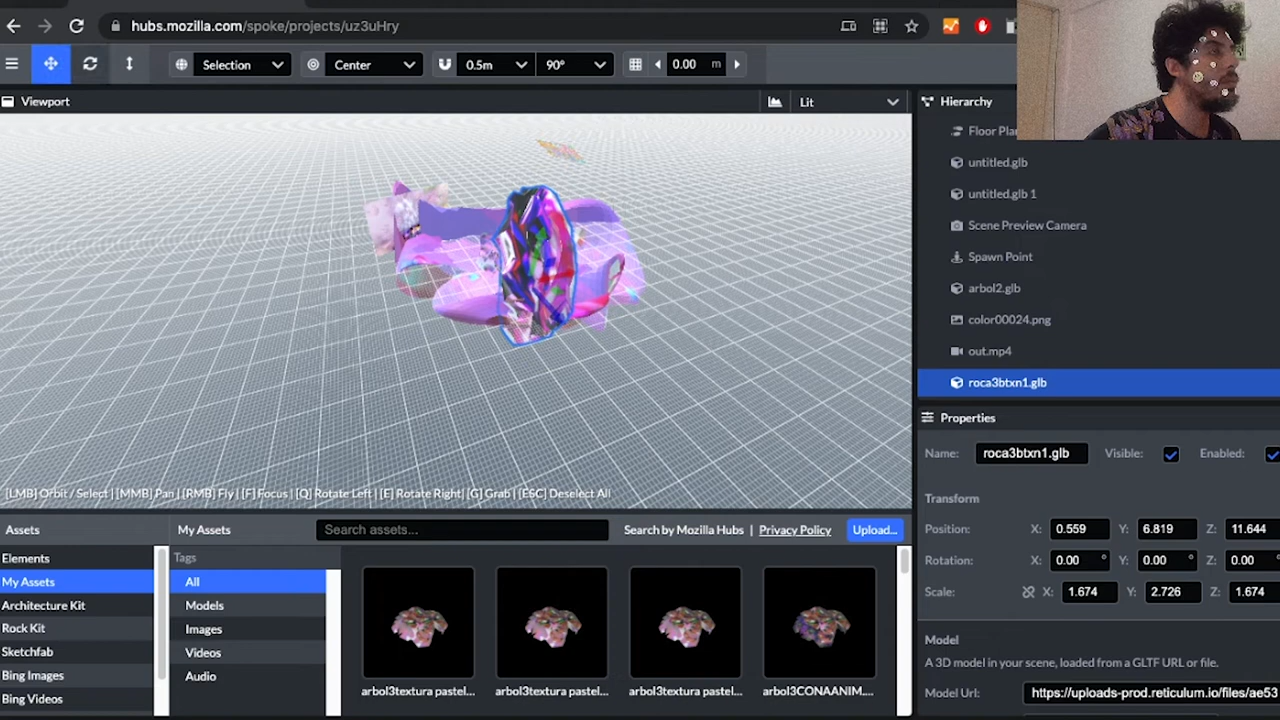 hubs.mozilla.com/spoke/projects/uz3uHry
Selection
Center
0.5m
90°
0.00 m
Viewport
Lit
Hierarchy
Floor Plan
untitled.glb
untitled.glb 1
Scene Preview Camera
Spawn Point
arbol2.glb
color00024.png
out.mp4
roca3btxn1.glb
[LMB] Orbit / Select | [MMB] Pan | [RMB] Fly | [F] Focus | [Q] Rotate Left | [E] Rotate Right | [G] Grab | [ESC] Deselect All
Properties
Name: roca3btxn1.glb Visible: Enabled:
Transform
Position: X: 0.559 Y: 6.819 Z: 11.644
Rotation: X: 0.00 ° Y: 0.00 ° Z: 0.00
Scale: X: 1.674 Y: 2.726 Z: 1.674
Model
A 3D model in your scene, loaded from a GLTF URL or file.
Model Url: https://uploads-prod.reticulum.io/files/ae53
Assets
My Assets
Search assets...
Search by Mozilla Hubs | Privacy Policy
Upload...
Elements
My Assets
Architecture Kit
Rock Kit
Sketchfab
Bing Images
Bing Videos
Tags
All
Models
Images
Videos
Audio
arbol3textura pastel...
arbol3textura pastel...
arbol3textura pastel...
arbol3CONAANIM....